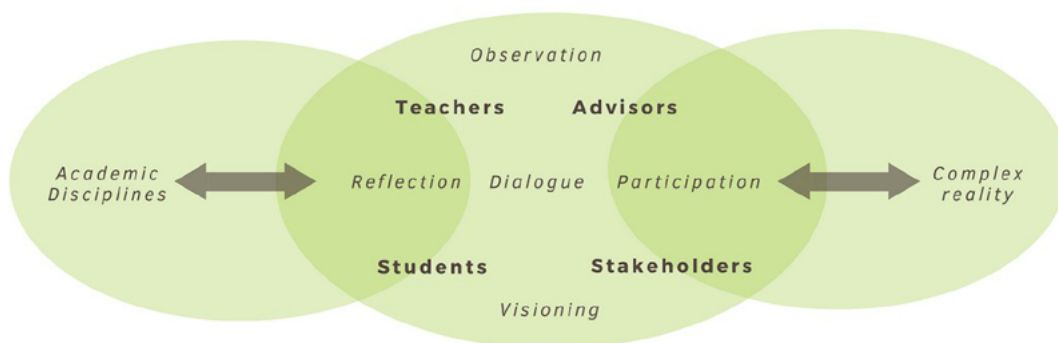 Observation
Teachers
Advisors
Academic
Disciplines
Reflection
Dialogue
Participation
Complex
reality
Students
Stakeholders
Visioning